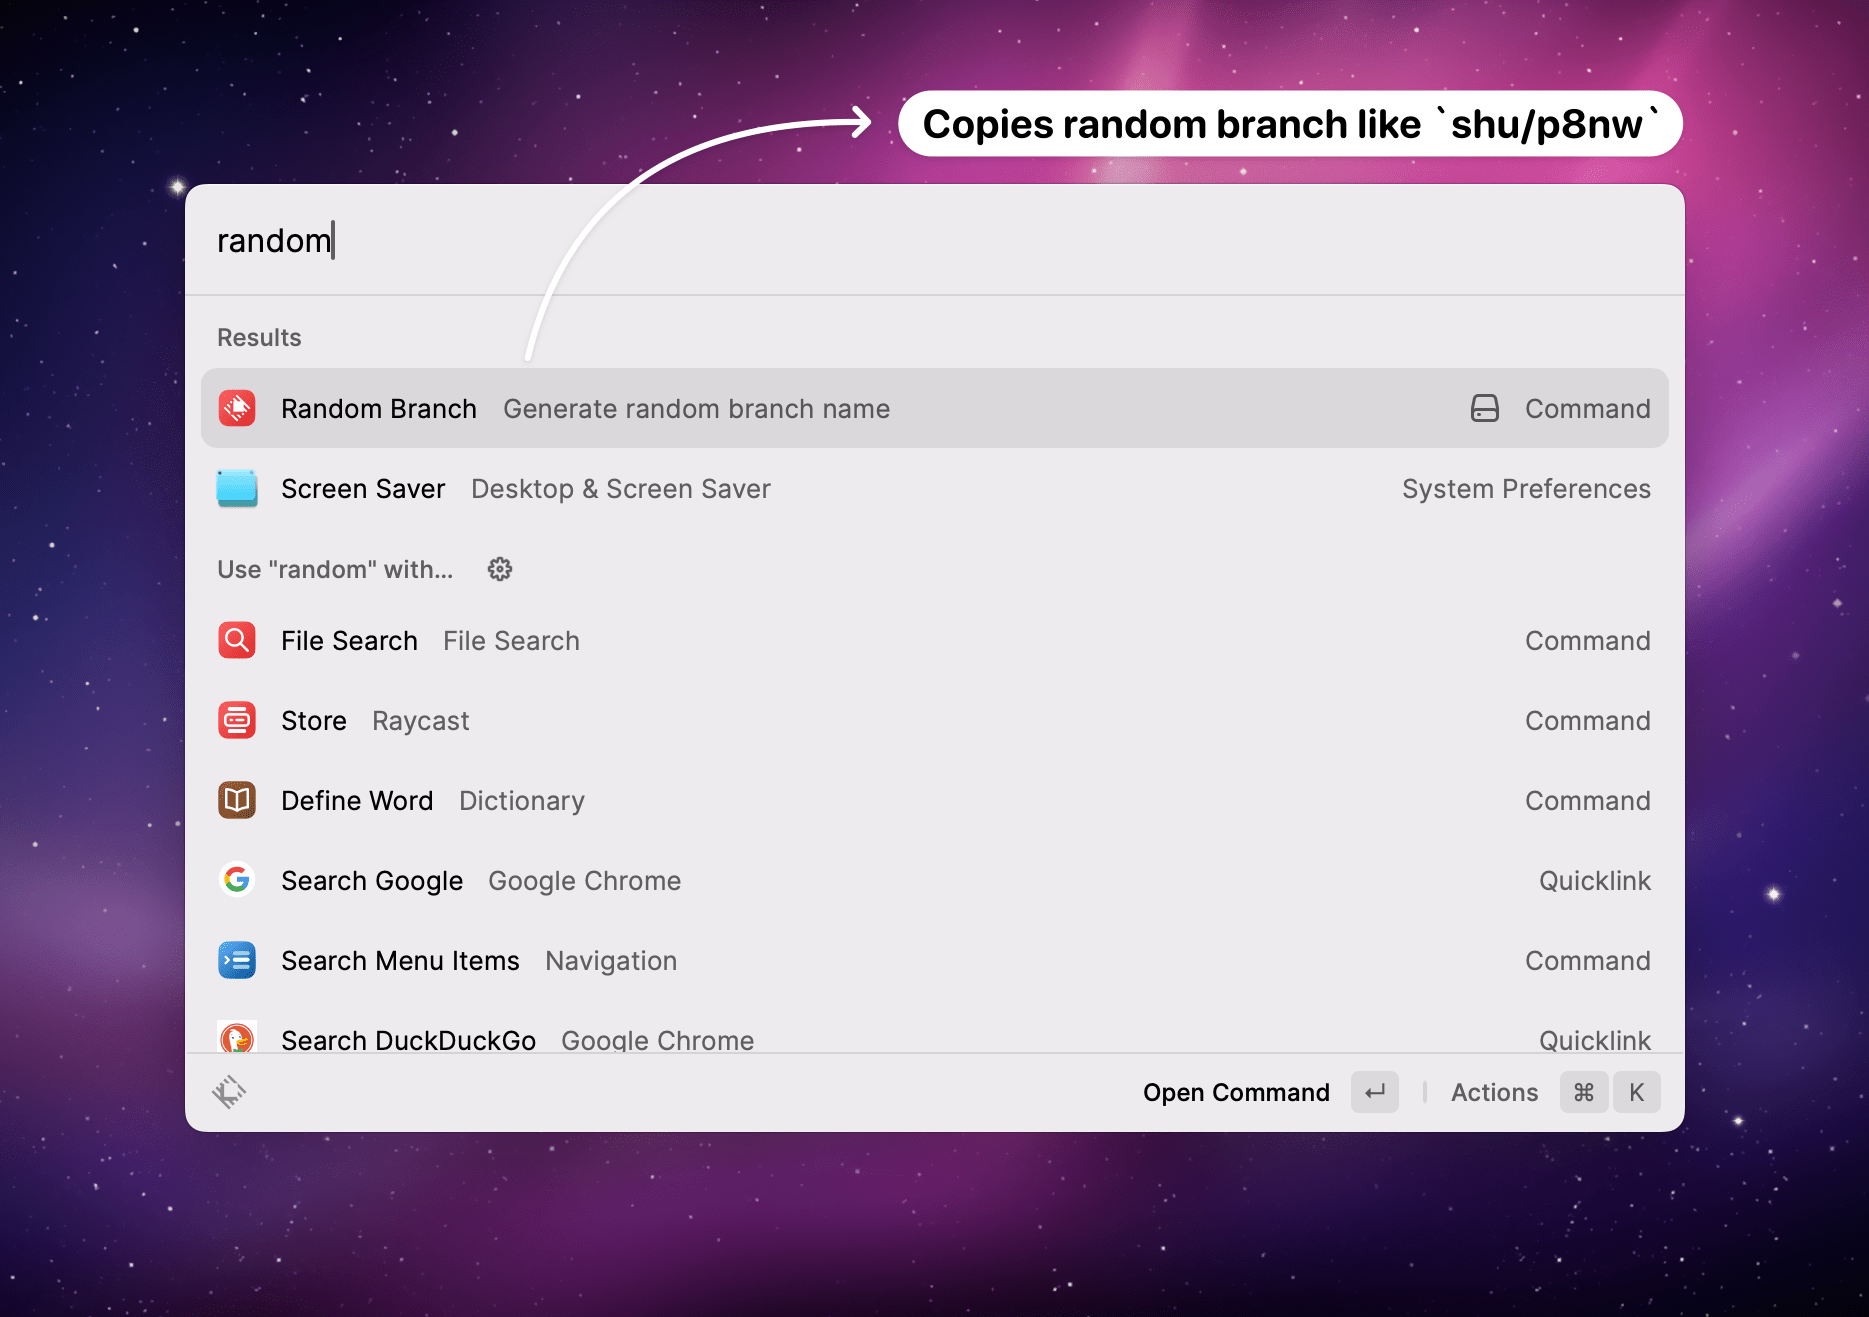 Copies random branch like `shu/p8nw`
random
Results
Random Branch Generate random branch name Command
Screen Saver Desktop & Screen Saver System Preferences
Use "random" with...
File Search File Search Command
Store Raycast Command
Define Word Dictionary Command
Search Google Google Chrome Quicklink
Search Menu Items Navigation Command
Search DuckDuckGo Google Chrome Quicklink
Open Command ↵ | Actions ⌘ K